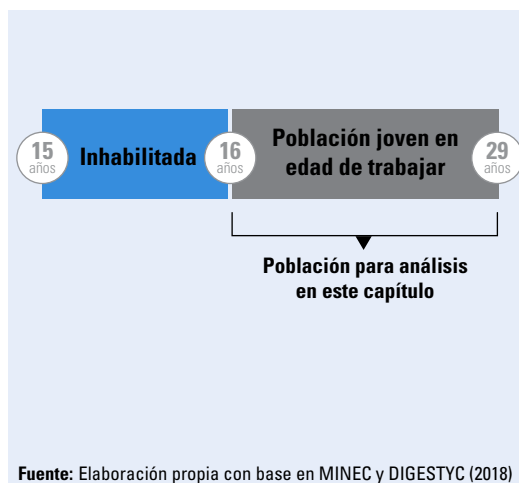 15
años
Inhabilitada
16
años
Población joven en
edad de trabajar
29
años
Población para análisis
en este capítulo
Fuente: Elaboración propia con base en MINEC y DIGESTYC (2018)